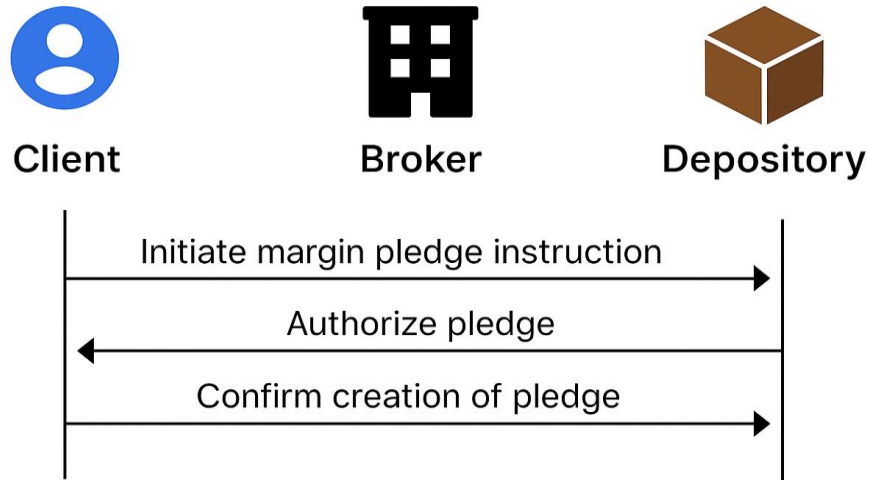 Client
Broker
Depository
Initiate margin pledge instruction
Authorize pledge
Confirm creation of pledge